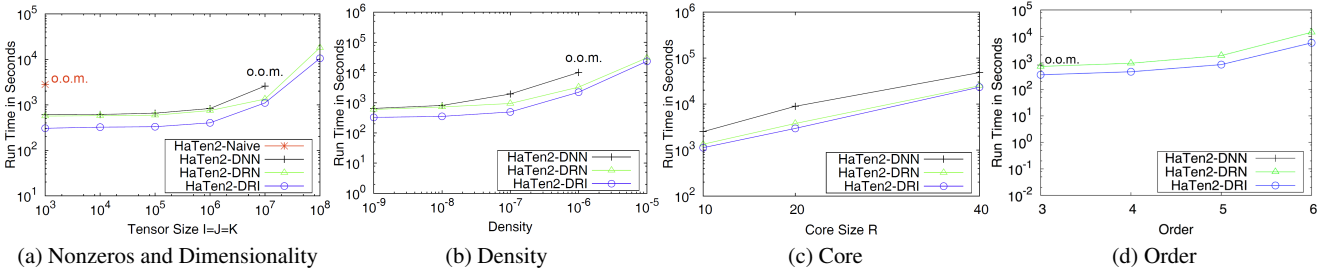 Run Time in Seconds
10^5
10^4
10^3
10^2
10^1
o.o.m.
o.o.m.
HaTen2-Naive
HaTen2-DNN
HaTen2-DRN
HaTen2-DRI
10^3 10^4 10^5 10^6 10^7 10^8
Tensor Size I=J=K
(a) Nonzeros and Dimensionality
Run Time in Seconds
10^6
10^5
10^4
10^3
10^2
10^1
10^0
o.o.m.
HaTen2-DNN
HaTen2-DRN
HaTen2-DRI
10^-9 10^-8 10^-7 10^-6 10^-5
Density
(b) Density
Run Time in Seconds
10^6
10^5
10^4
10^3
10^2
HaTen2-DNN
HaTen2-DRN
HaTen2-DRI
10 20 40
Core Size R
(c) Core
Run Time in Seconds
10^5
10^4
10^3
10^2
10^1
10^0
10^-1
10^-2
o.o.m.
HaTen2-DNN
HaTen2-DRN
HaTen2-DRI
3 4 5 6
Order
(d) Order